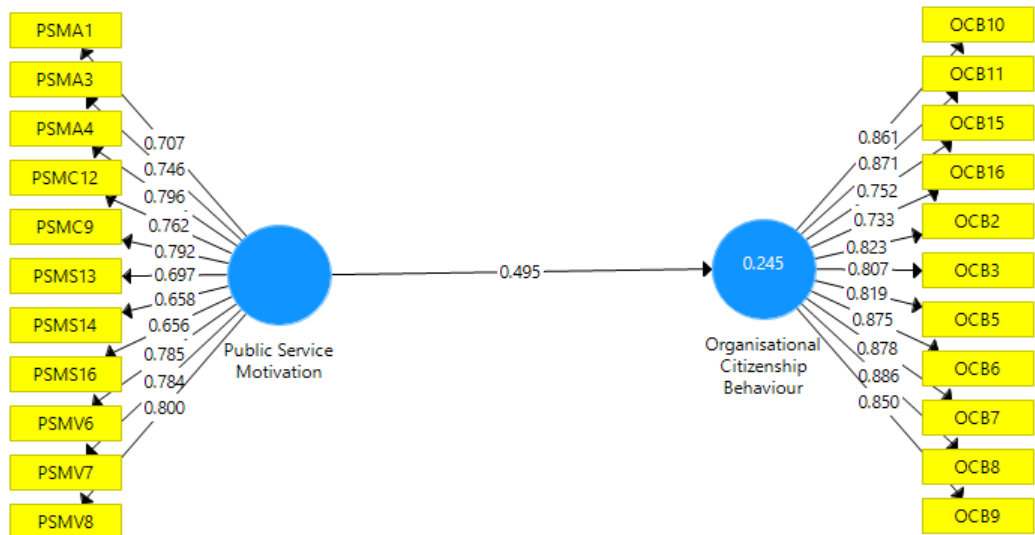 PSMA1
PSMA3
PSMA4
PSMC12
PSMC9
PSMS13
PSMS14
PSMS16
PSMV6
PSMV7
PSMV8
0.707
0.746
0.796
0.762
0.792
0.697
0.658
0.656
0.785
0.784
0.800
Public Service
Motivation
0.495
0.245
Organisational
Citizenship
Behaviour
0.861
0.871
0.752
0.733
0.823
0.807
0.819
0.875
0.878
0.886
0.850
OCB10
OCB11
OCB15
OCB16
OCB2
OCB3
OCB5
OCB6
OCB7
OCB8
OCB9